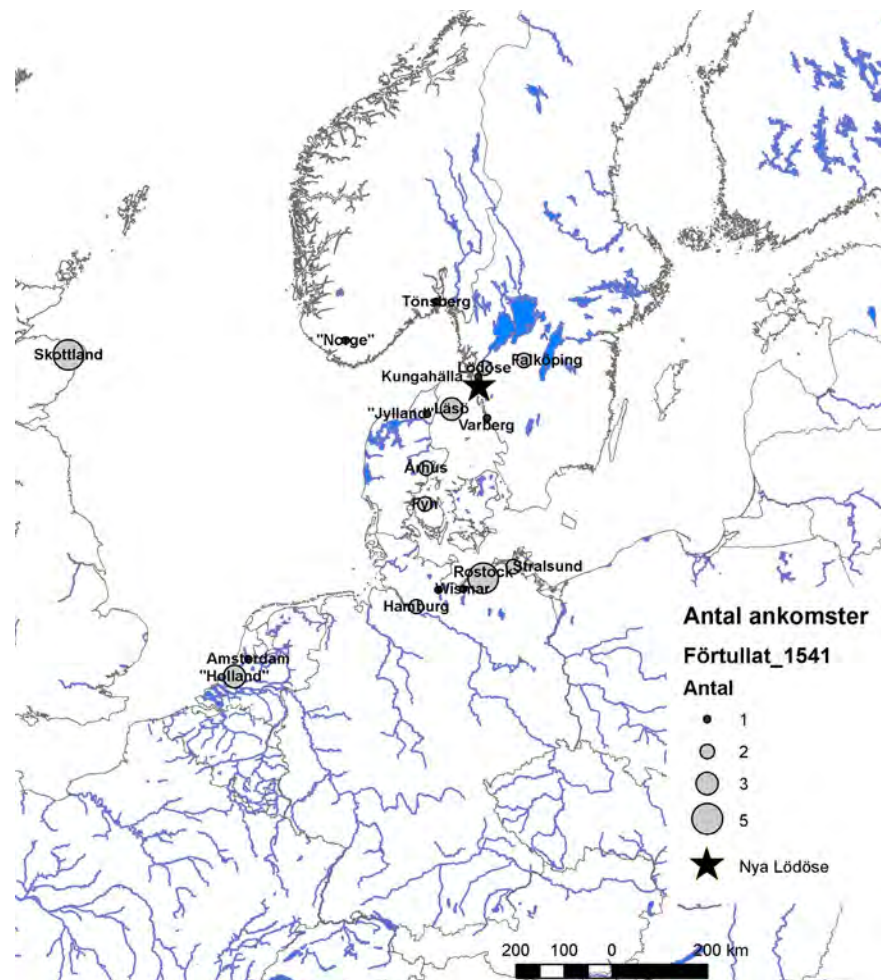 Tönsberg
"Norge"
Skottland
Lödöse
Falköping
Kungahälla
"Jylland"
Läsö
Varberg
Århus
Fyn
Stralsund
Rostock
Wismar
Hamburg
Amsterdam
"Holland"
Antal ankomster
Förtullat_1541
Antal
1
2
3
5
Nya Lödöse
200 100 0 200 km